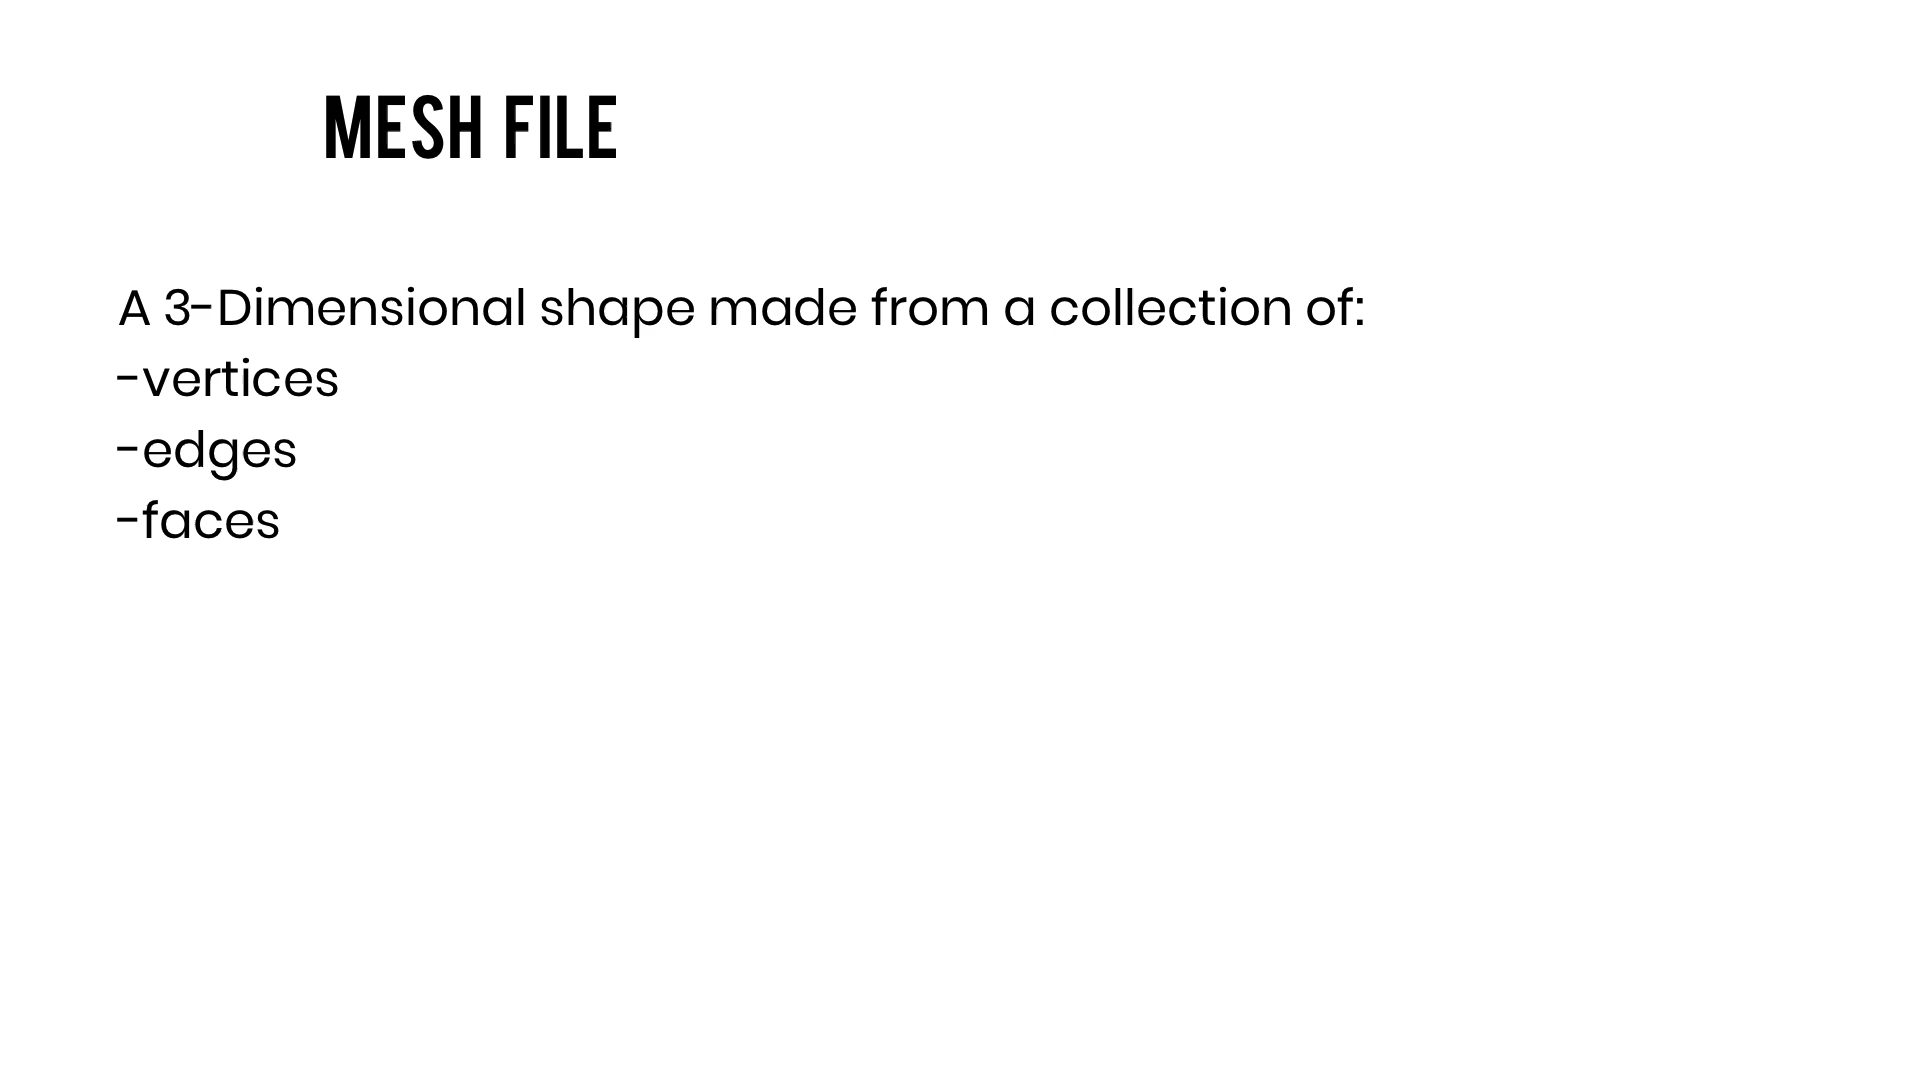 MESH FILE
A 3-Dimensional shape made from a collection of:
-vertices
-edges
-faces